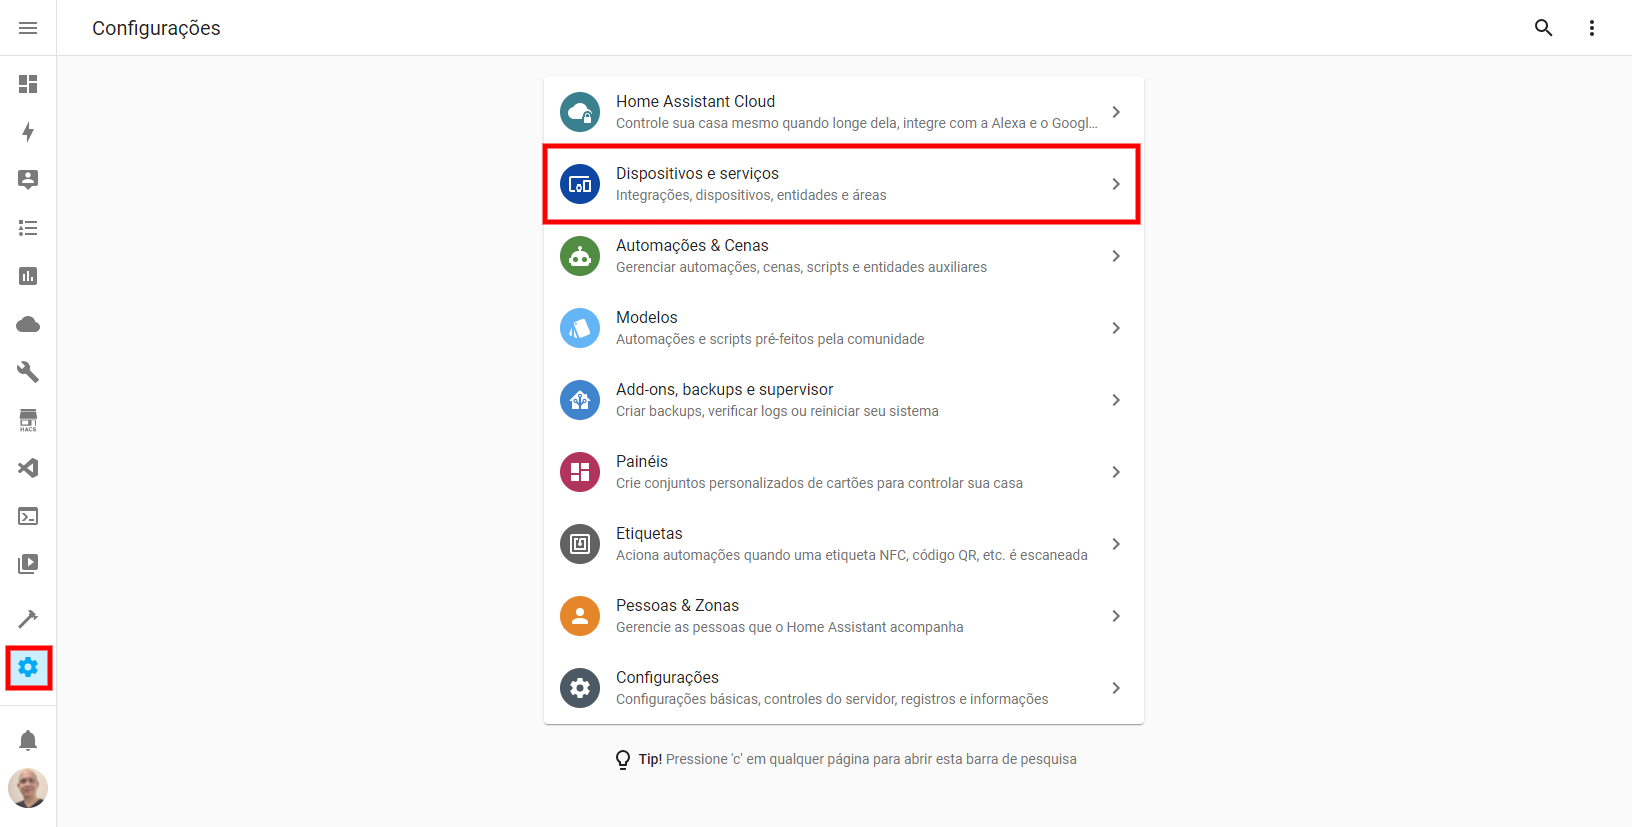 Configurações
Home Assistant Cloud
Controle sua casa mesmo quando longe dela, integre com a Alexa e o Googl...
Dispositivos e serviços
Integrações, dispositivos, entidades e áreas
Automações & Cenas
Gerenciar automações, cenas, scripts e entidades auxiliares
Modelos
Automações e scripts pré-feitos pela comunidade
Add-ons, backups e supervisor
Criar backups, verificar logs ou reiniciar seu sistema
HACS
Painéis
Crie conjuntos personalizados de cartões para controlar sua casa
Etiquetas
Aciona automações quando uma etiqueta NFC, código QR, etc. é escaneada
Pessoas & Zonas
Gerencie as pessoas que o Home Assistant acompanha
Configurações
Configurações básicas, controles do servidor, registros e informações
Tip! Pressione 'c' em qualquer página para abrir esta barra de pesquisa